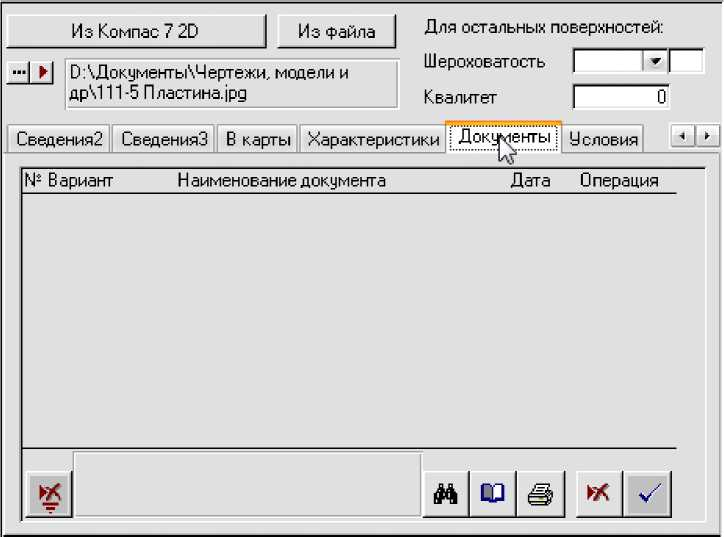 Из Компас 7 2D Из файла Для остальных поверхностей:
Шероховатость
D:\Документы\Чертежи, модели и
др\111-5 Пластина.jpg
Квалитет 0
Сведения2 Сведения3 В карты Характеристики Документы Условия
№ Вариант Наименование документа Дата Операция